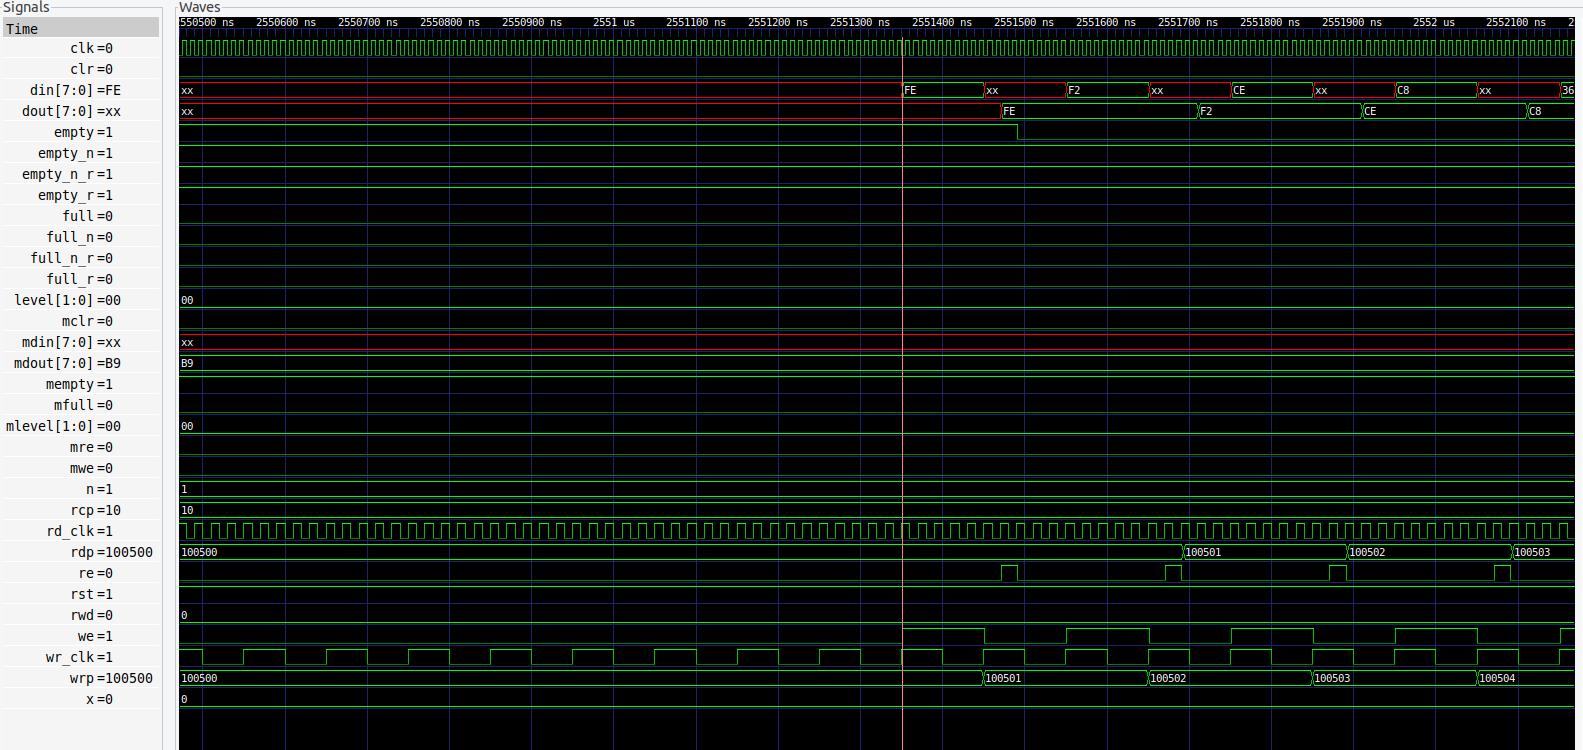 Signals Waves
Time 550500 ns 2550600 ns 2550700 ns 2550800 ns 2550900 ns 2551 us 2551100 ns 2551200 ns 2551300 ns 2551400 ns 2551500 ns 2551600 ns 2551700 ns 2551800 ns 2551900 ns 2552 us 2552100 ns 2
clk=0
clr=0
din[7:0]=FE xx FE xx F2 xx CE xx C8 xx 36
dout[7:0]=xx xx FE F2 CE C8
empty=1
empty_n=1
empty_n_r=1
empty_r=1
full=0
full_n=0
full_n_r=0
full_r=0
level[1:0]=00 00
mclr=0
mdin[7:0]=xx xx
mdout[7:0]=B9 B9
mempty=1
mfull=0
mlevel[1:0]=00 00
mre=0
mwe=0
n=1 1
rcp=10 10
rd_clk=1
rdp=100500 100500 100501 100502 100503
re=0
rst=1
rwd=0 0
we=1
wr_clk=1
wrp=100500 100500 100501 100502 100503 100504
x=0 0